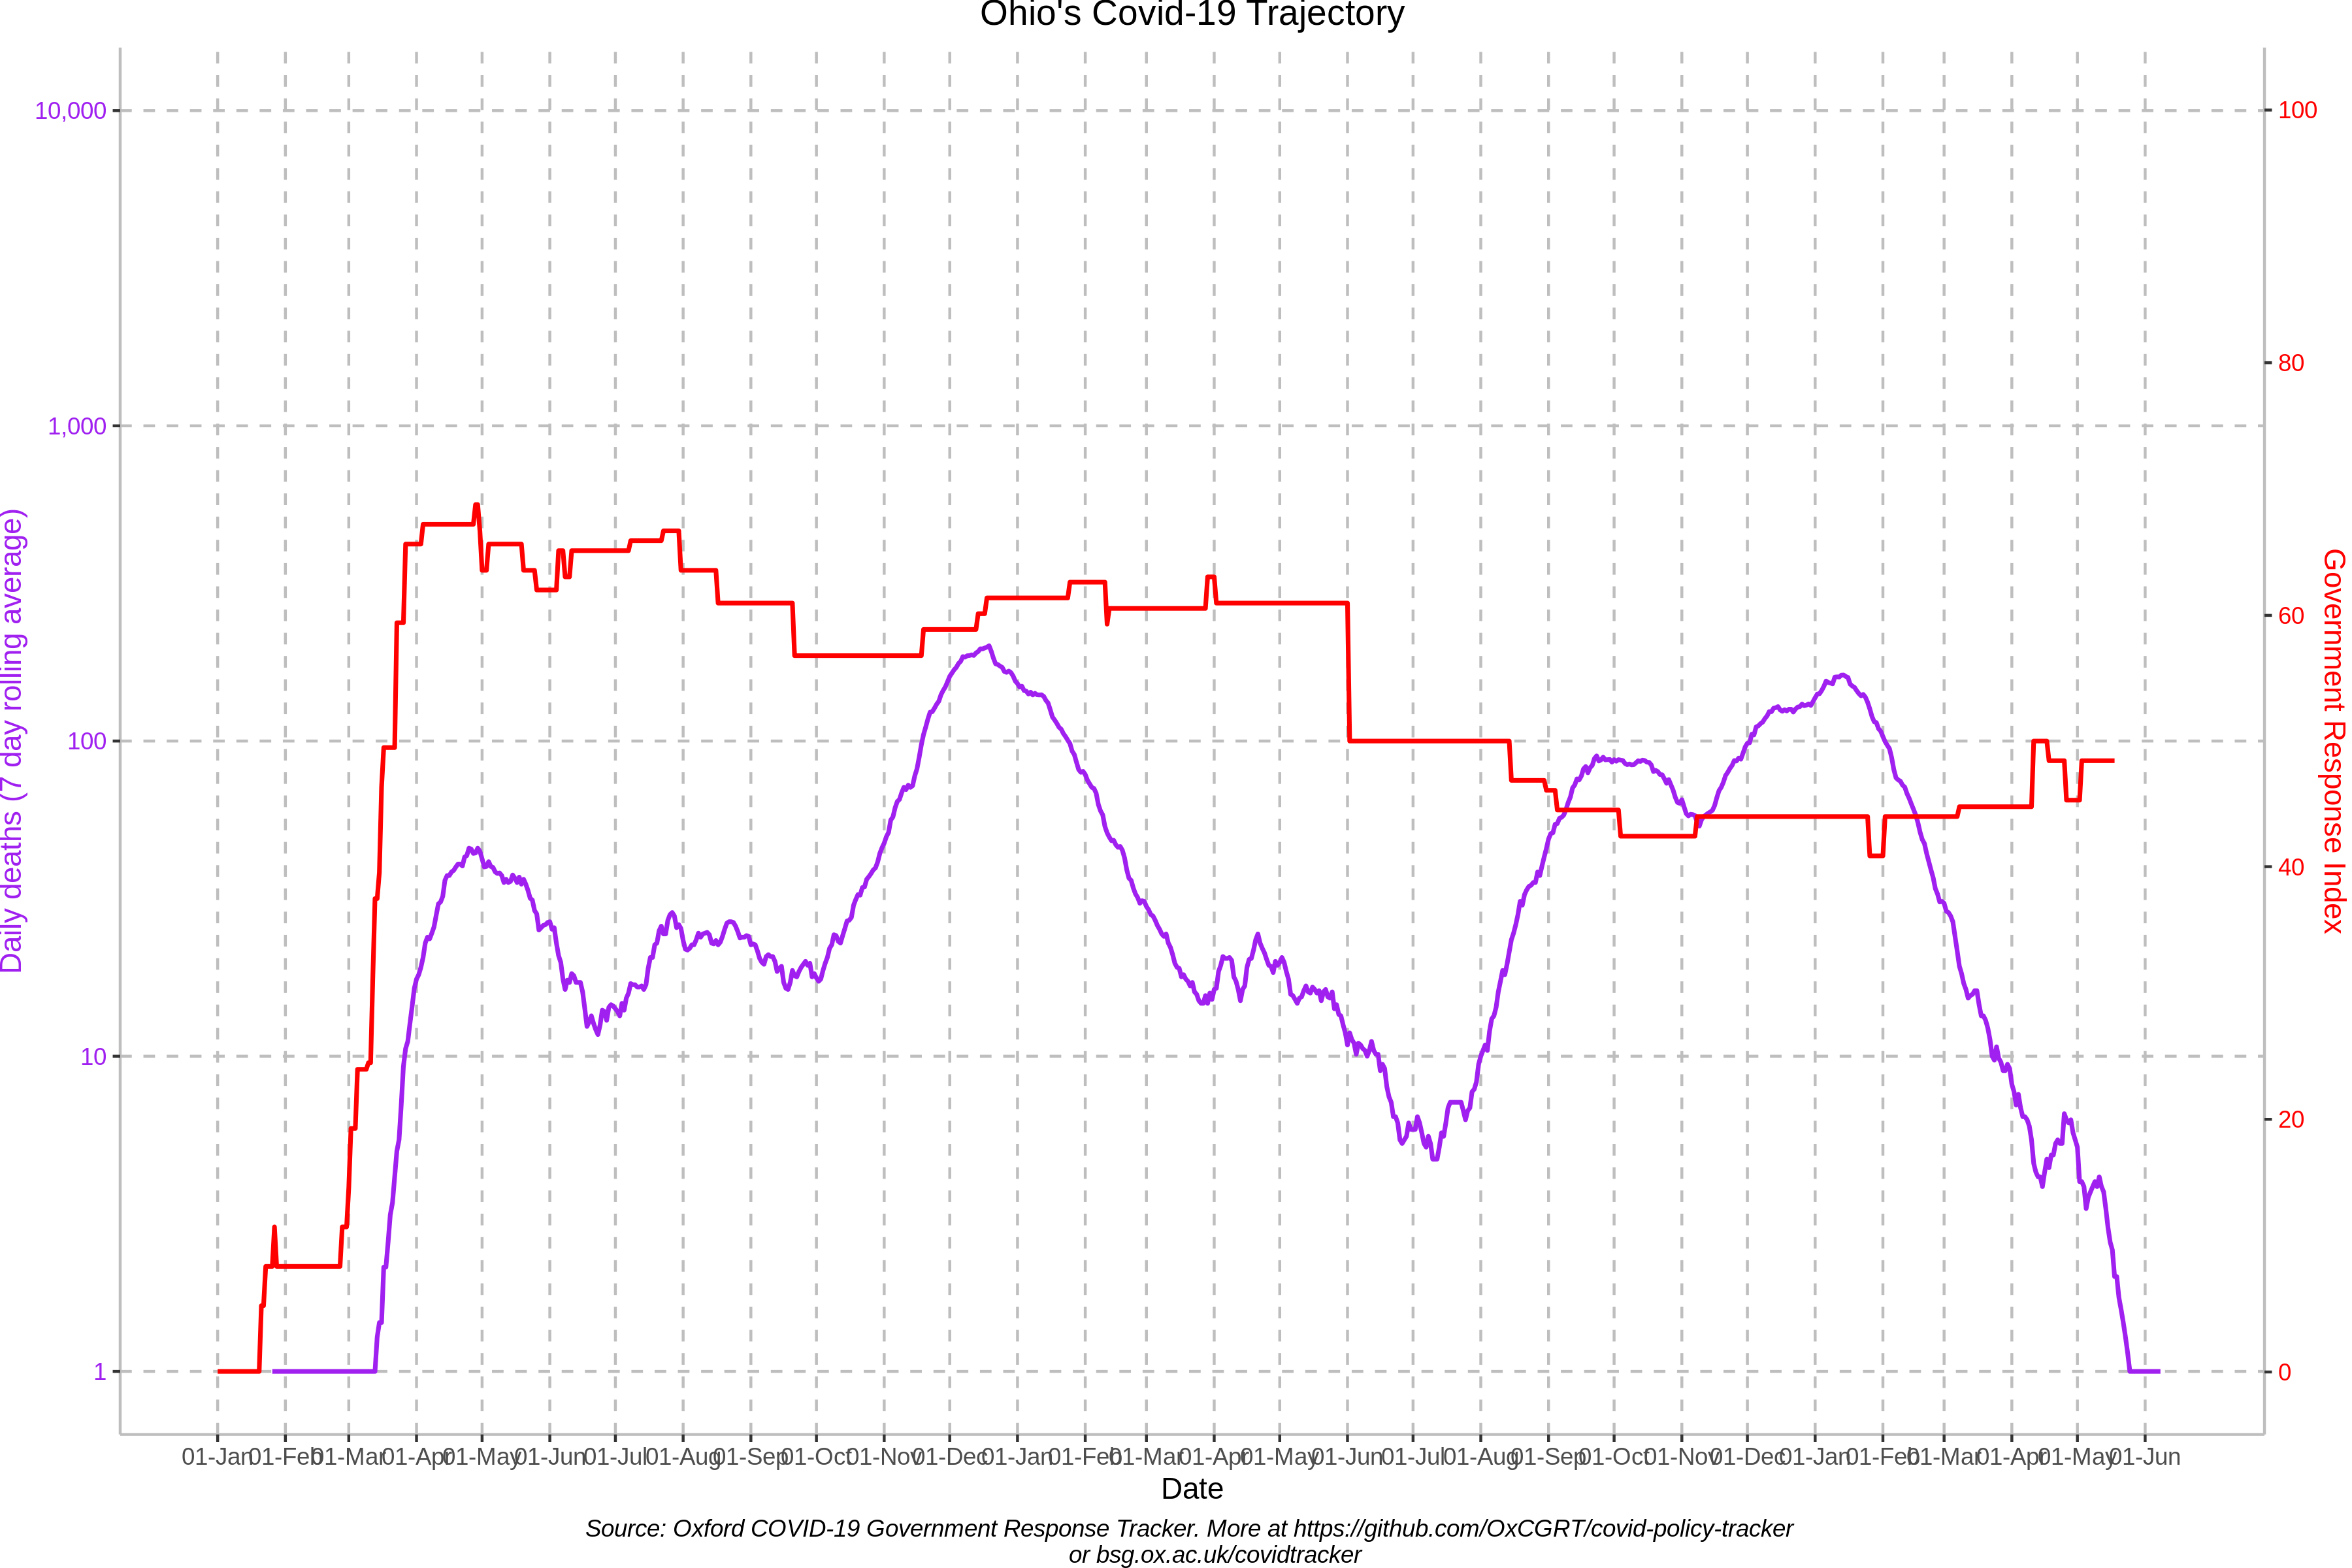 Ohio's Covid-19 Trajectory
10,000
1,000
100
10
1
Daily deaths (7 day rolling average)
100
80
60
40
20
0
Government Response Index
01-Jan 01-Feb 01-Mar 01-Apr 01-May 01-Jun 01-Jul 01-Aug 01-Sep 01-Oct 01-Nov 01-Dec 01-Jan 01-Feb 01-Mar 01-Apr 01-May 01-Jun 01-Jul 01-Aug 01-Sep 01-Oct 01-Nov 01-Dec 01-Jan 01-Feb 01-Mar 01-Apr 01-May 01-Jun
Date
Source: Oxford COVID-19 Government Response Tracker. More at https://github.com/OxCGRT/covid-policy-tracker
or bsg.ox.ac.uk/covidtracker